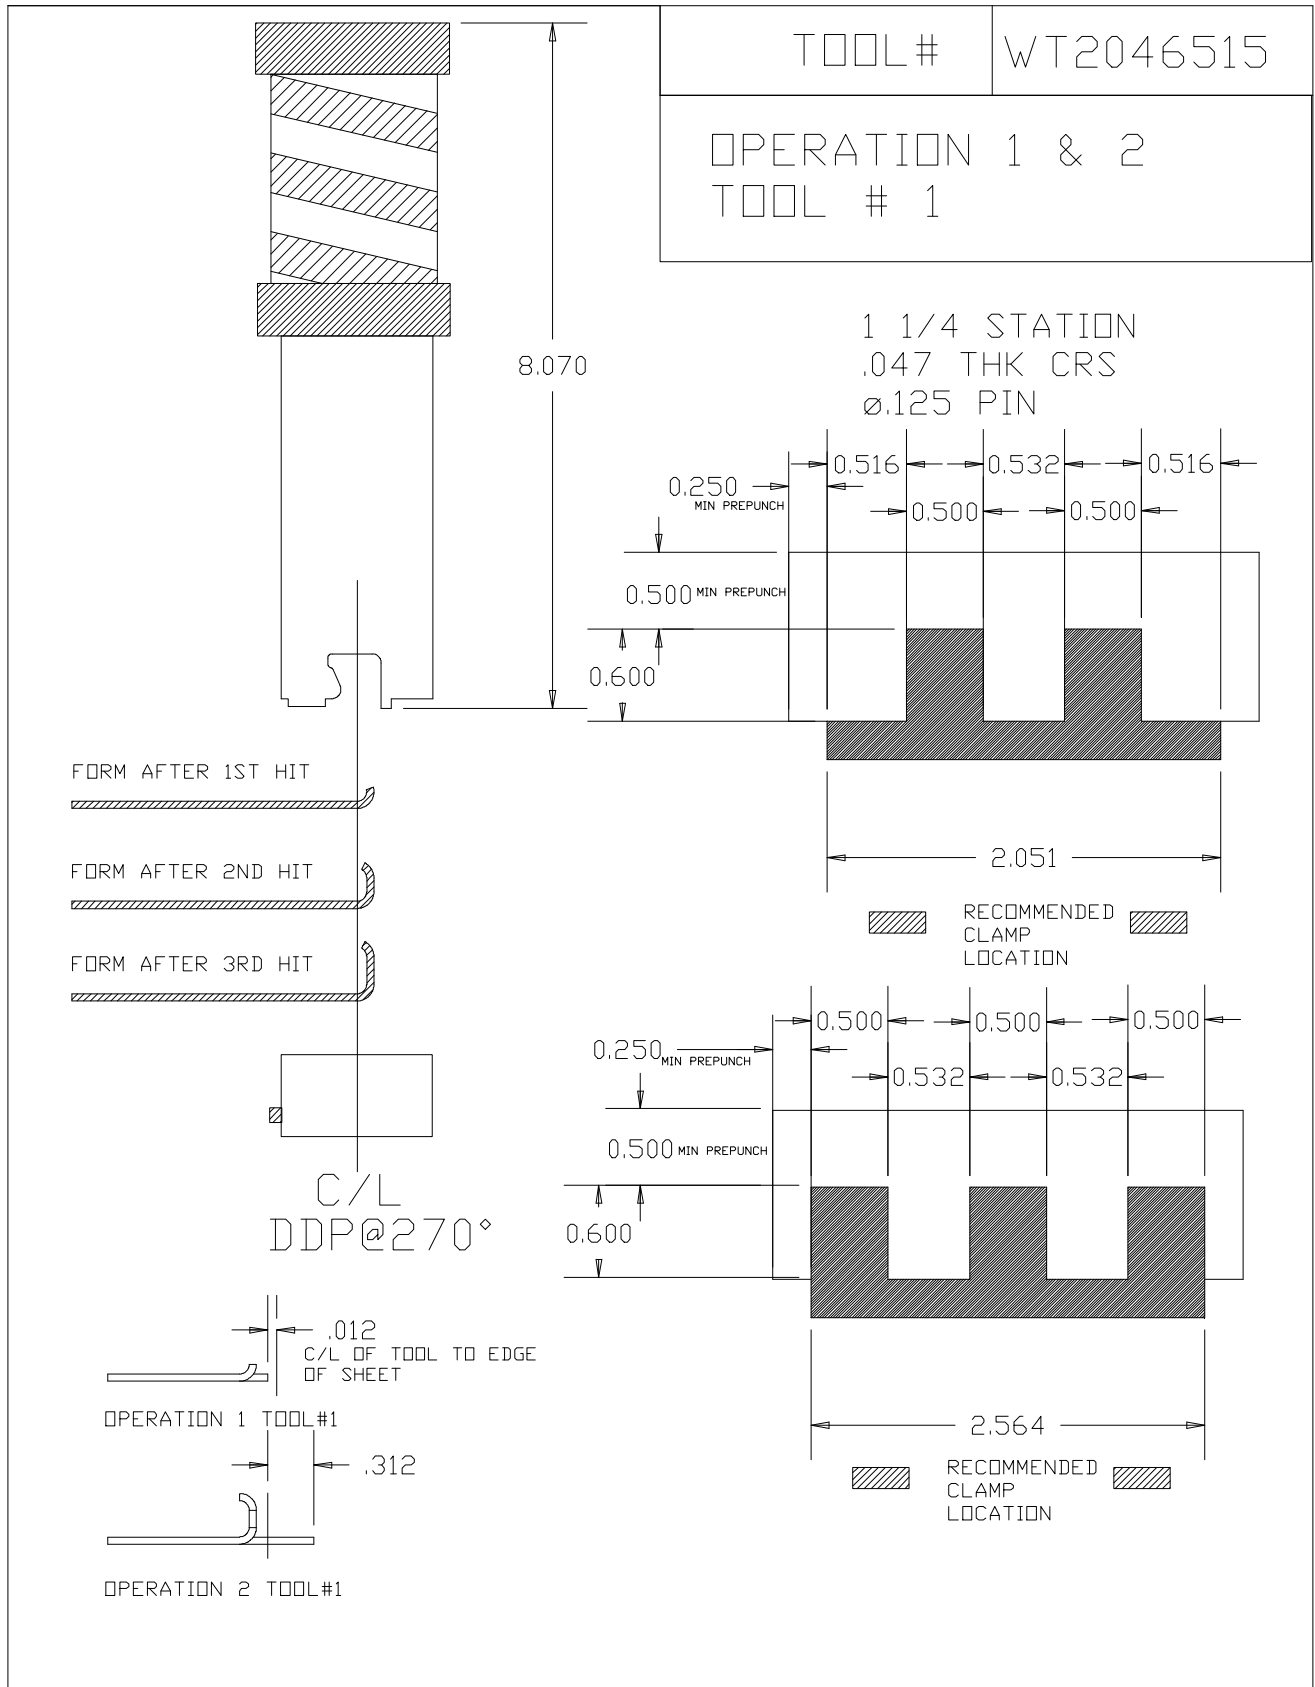 TOOL# WT2046515
OPERATION 1 & 2
TOOL # 1
8.070
1 1/4 STATION
.047 THK CRS
ø.125 PIN
0.516 0.532 0.516
0.250
MIN PREPUNCH
0.500 0.500
0.500 MIN PREPUNCH
0.600
2.051
RECOMMENDED
CLAMP
LOCATION
FORM AFTER 1ST HIT
FORM AFTER 2ND HIT
FORM AFTER 3RD HIT
0.500 0.500 0.500
0.250 MIN PREPUNCH
0.532 0.532
0.500 MIN PREPUNCH
0.600
2.564
RECOMMENDED
CLAMP
LOCATION
C/L
DDP@270°
.012
C/L OF TOOL TO EDGE
OF SHEET
OPERATION 1 TOOL#1
.312
OPERATION 2 TOOL#1